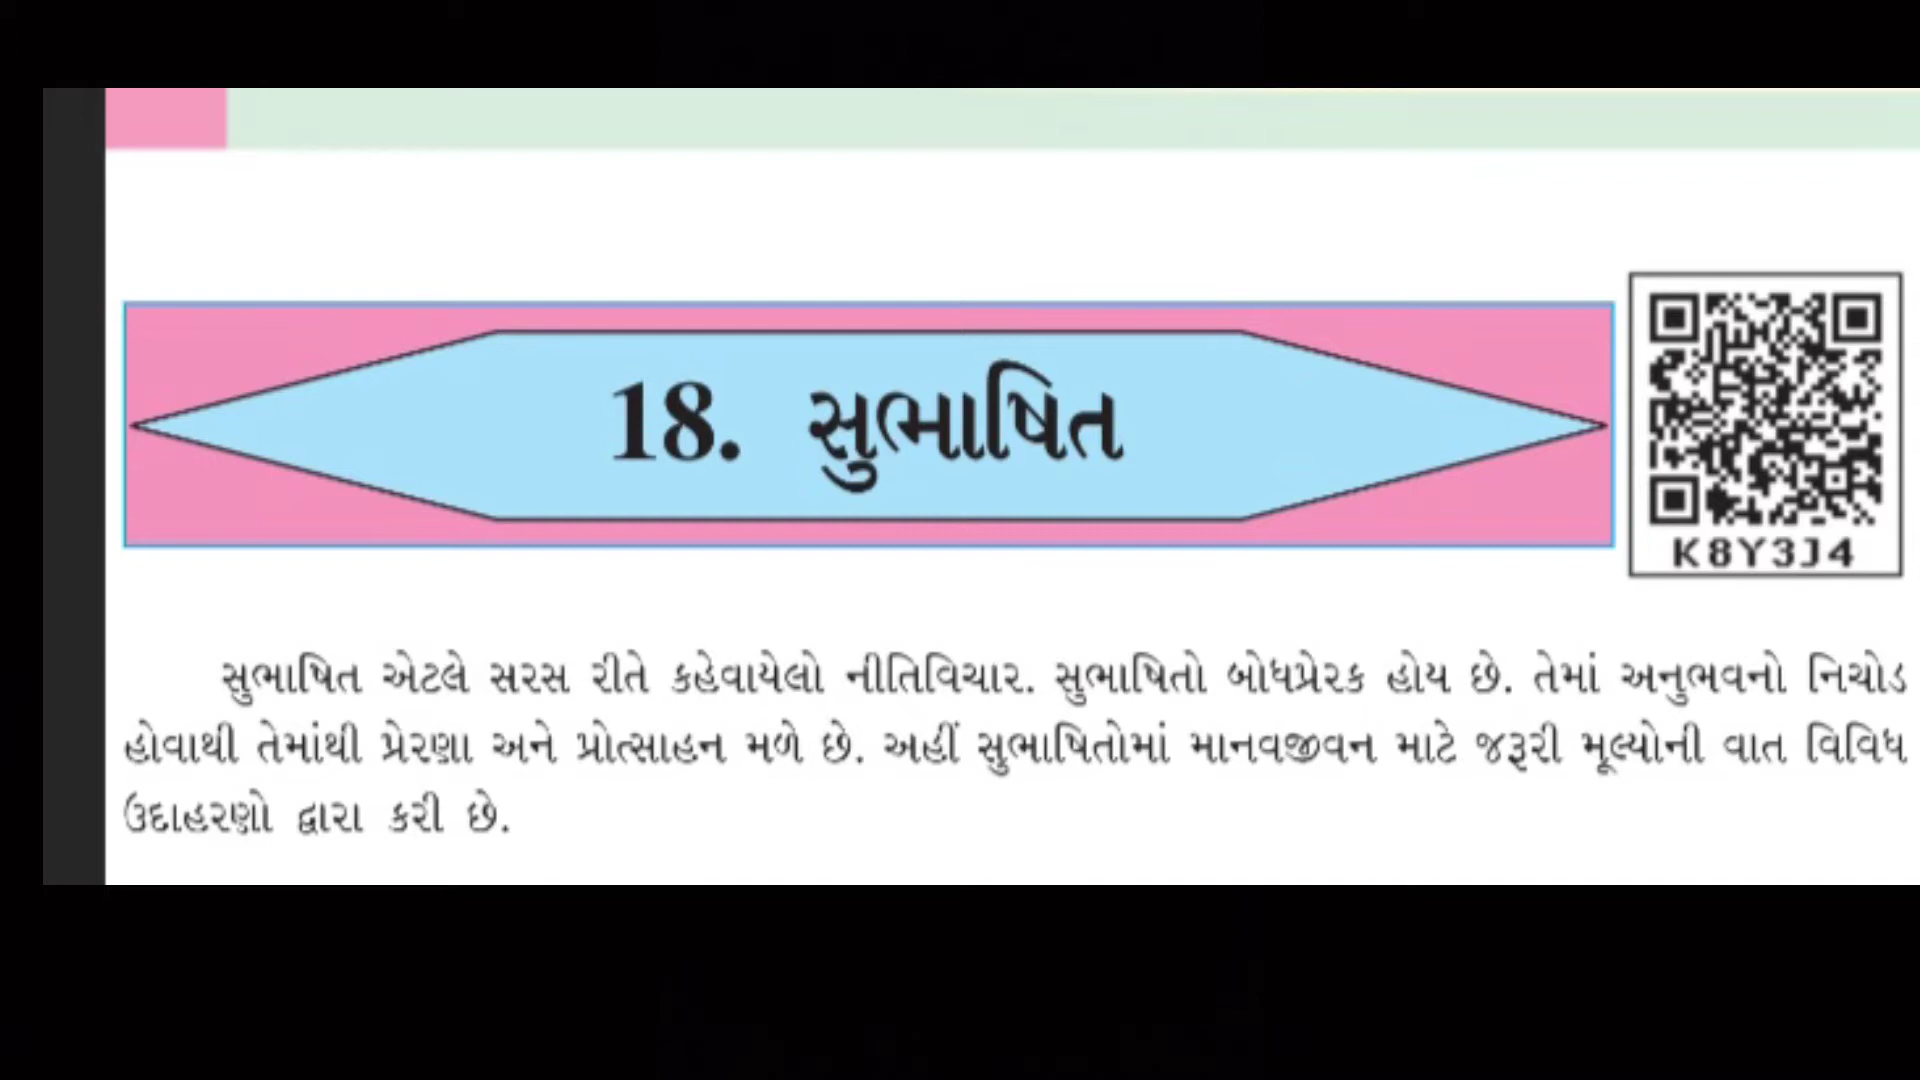 18. સુભાષિત
K8Y3J4
સુભાષિત એટલે સરસ રીતે કહેવાયેલો નીતિવિચાર. સુભાષિતો બોધપ્રેરક હોય છે. તેમાં અનુભવનો નિચોડ
હોવાથી તેમાંથી પ્રેરણા અને પ્રોત્સાહન મળે છે. અહીં સુભાષિતોમાં માનવજીવન માટે જરૂરી મૂલ્યોની વાત વિવિધ
ઉદાહરણો દ્વારા કરી છે.